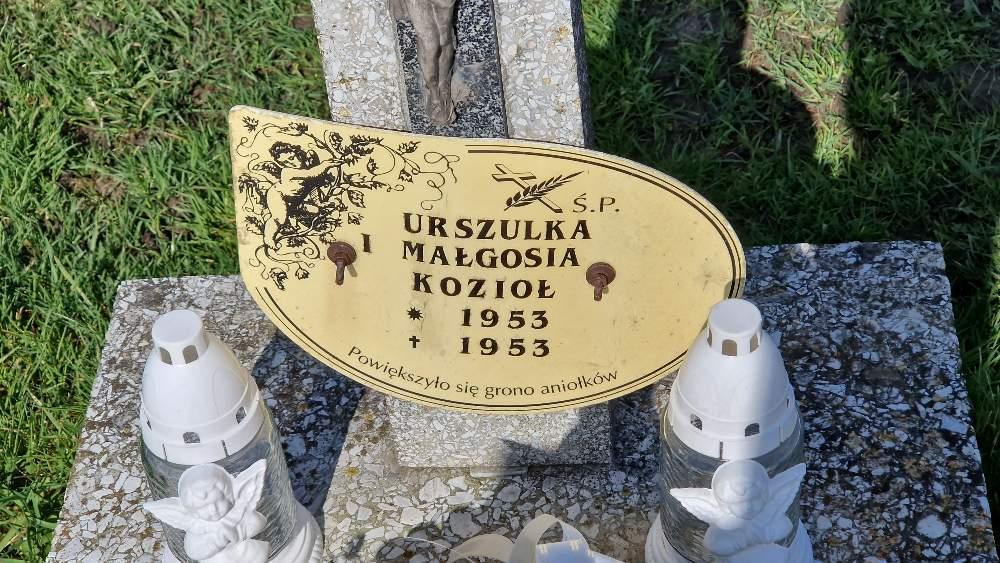 Ś.P.
URSZULKA
I MAŁGOSIA
KOZIOŁ
* 1953
✝ 1953
Powiększyło się grono aniołków